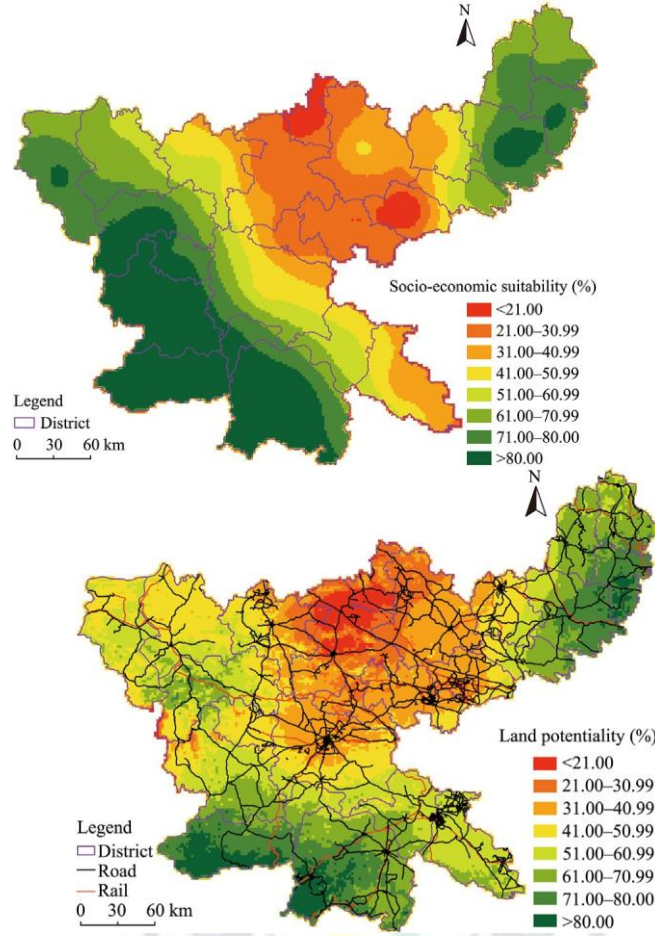 N
Socio-economic suitability (%)
<21.00
21.00–30.99
31.00–40.99
41.00–50.99
51.00–60.99
61.00–70.99
71.00–80.00
>80.00
Legend
District
0 30 60 km
N
Land potentiality (%)
<21.00
21.00–30.99
31.00–40.99
41.00–50.99
51.00–60.99
61.00–70.99
71.00–80.00
>80.00
Legend
District
Road
Rail
0 30 60 km